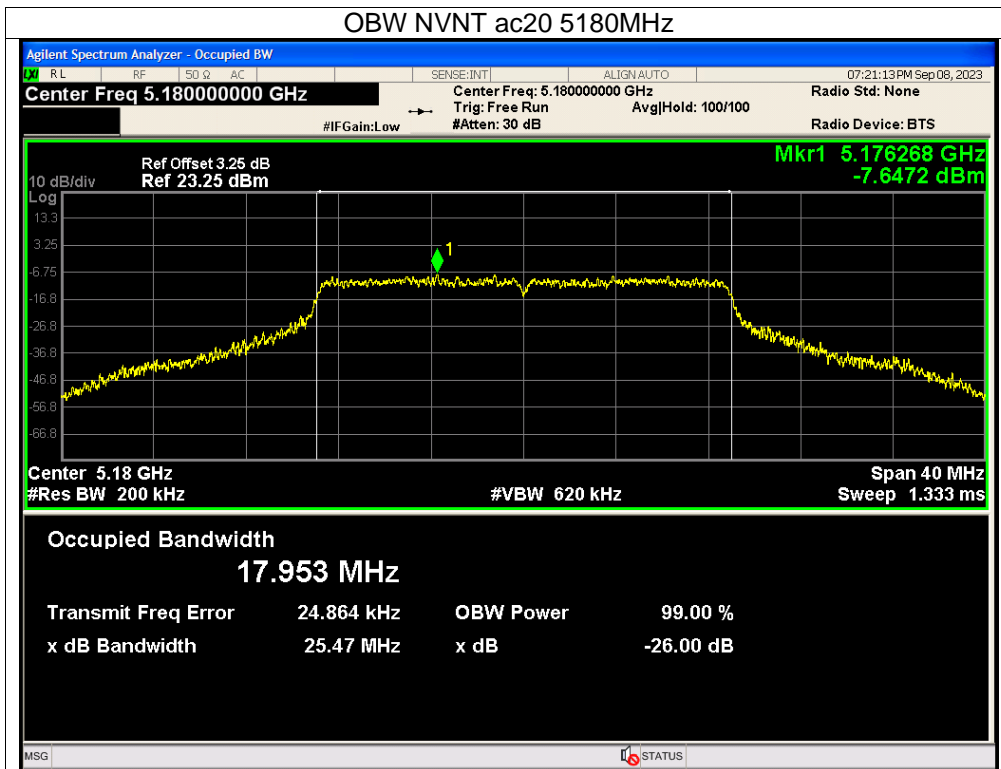 OBW NVNT ac20 5180MHz
Agilent Spectrum Analyzer - Occupied BW
LXI RL RF 50 Ω AC SENSE:INT ALIGN AUTO 07:21:13 PM Sep 08, 2023
Center Freq 5.180000000 GHz Center Freq: 5.180000000 GHz Radio Std: None
Trig: Free Run Avg|Hold: 100/100
#IFGain:Low #Atten: 30 dB Radio Device: BTS
Ref Offset 3.25 dB Mkr1 5.176268 GHz
10 dB/div Ref 23.25 dBm -7.6472 dBm
Log
13.3
3.25
1
-6.75
-16.8
-26.8
-36.8
-46.8
-56.8
-66.8
Center 5.18 GHz Span 40 MHz
#Res BW 200 kHz #VBW 620 kHz Sweep 1.333 ms
Occupied Bandwidth
17.953 MHz
Transmit Freq Error 24.864 kHz OBW Power 99.00 %
x dB Bandwidth 25.47 MHz x dB -26.00 dB
MSG STATUS